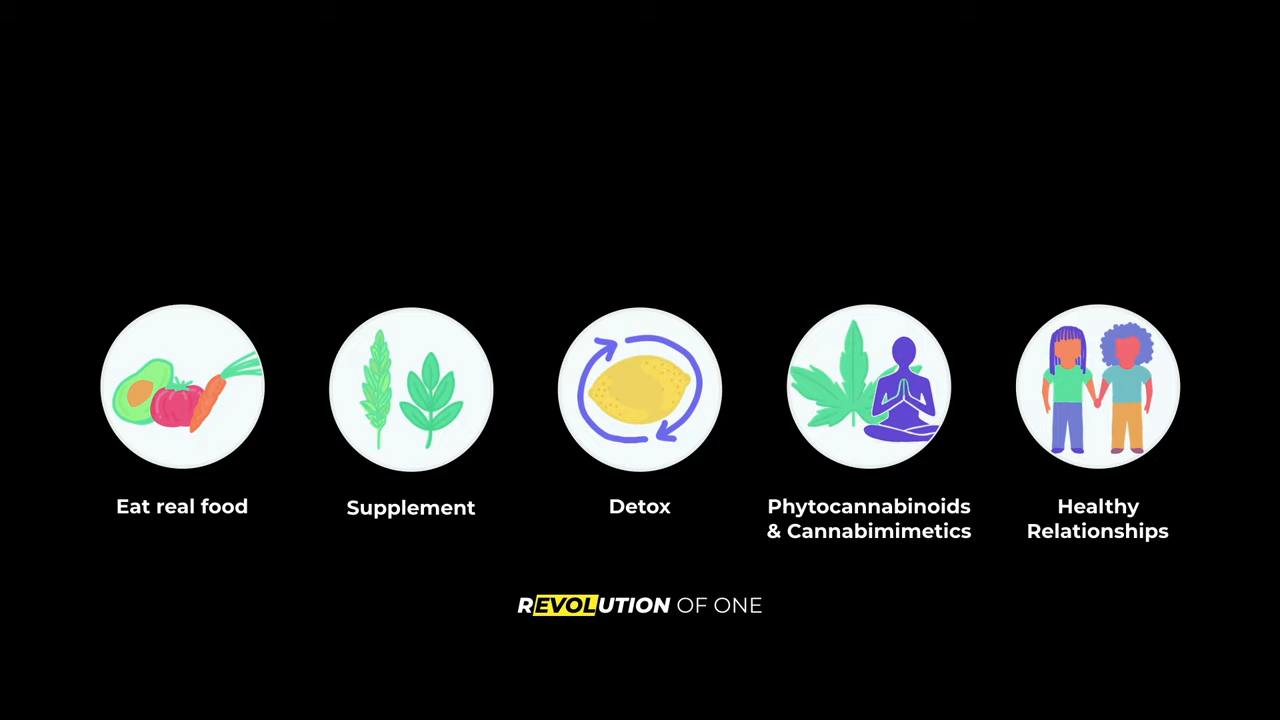 Eat real food
Supplement
Detox
Phytocannabinoids
& Cannabimimetics
Healthy
Relationships
REVOLUTION OF ONE